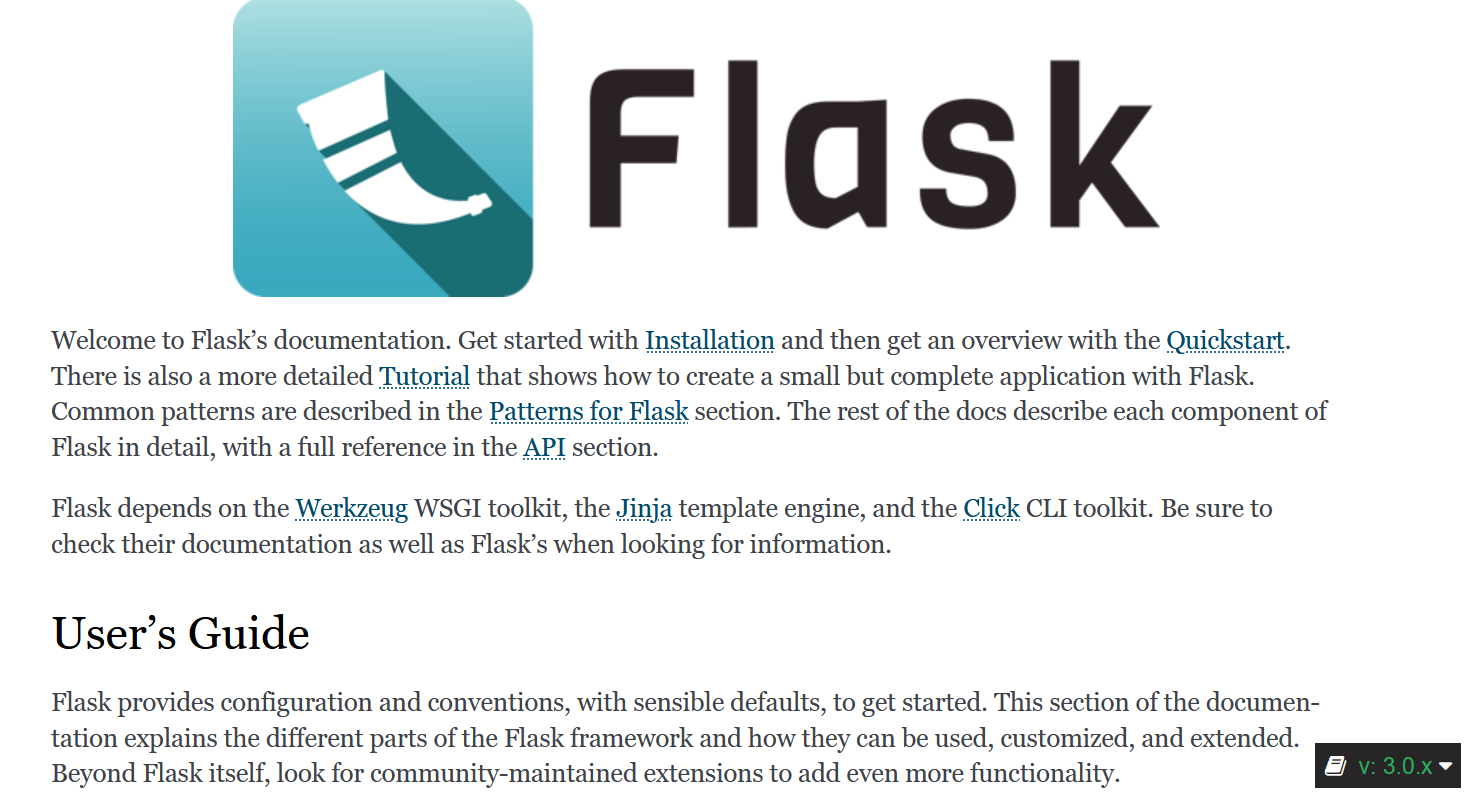 Flask
Welcome to Flask’s documentation. Get started with Installation and then get an overview with the Quickstart.
There is also a more detailed Tutorial that shows how to create a small but complete application with Flask.
Common patterns are described in the Patterns for Flask section. The rest of the docs describe each component of
Flask in detail, with a full reference in the API section.
Flask depends on the Werkzeug WSGI toolkit, the Jinja template engine, and the Click CLI toolkit. Be sure to
check their documentation as well as Flask’s when looking for information.
User’s Guide
Flask provides configuration and conventions, with sensible defaults, to get started. This section of the documen-
tation explains the different parts of the Flask framework and how they can be used, customized, and extended.
Beyond Flask itself, look for community-maintained extensions to add even more functionality.
v: 3.0.x